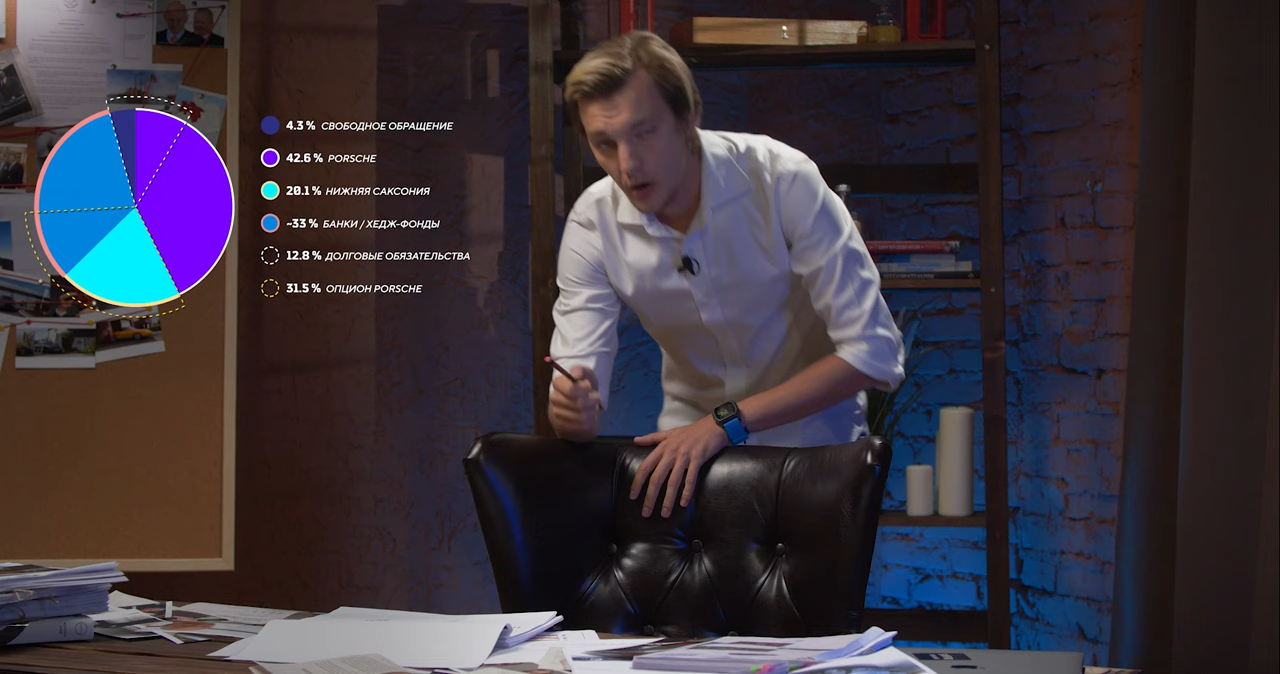 4.3 % СВОБОДНОЕ ОБРАЩЕНИЕ
42.6 % PORSCHE
20.1 % НИЖНЯЯ САКСОНИЯ
~33 % БАНКИ / ХЕДЖ-ФОНДЫ
12.8 % ДОЛГОВЫЕ ОБЯЗАТЕЛЬСТВА
31.5 % ОПЦИОН PORSCHE